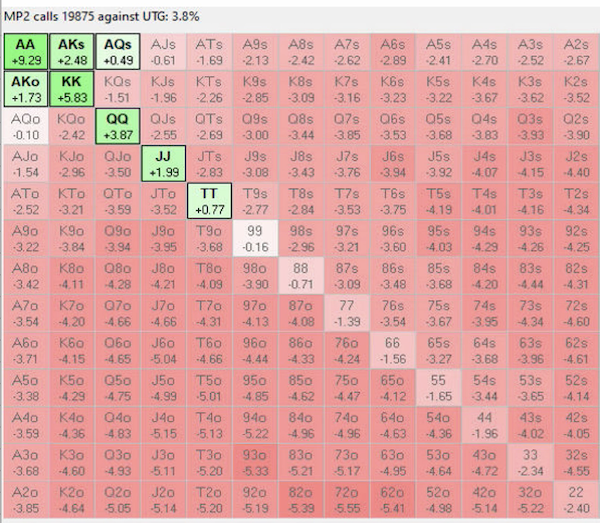 MP2 calls 19875 against UTG: 3.8%
AA AKs AQs AJs ATs A9s A8s A7s A6s A5s A4s A3s A2s
+9.29 +2.48 +0.49 -0.61 -1.69 -2.13 -2.42 -2.62 -2.89 -2.41 -2.70 -2.52 -2.67
AKo KK KQs KJs KTs K9s K8s K7s K6s K5s K4s K3s K2s
+1.73 +5.83 -1.51 -1.96 -2.26 -2.85 -3.09 -3.16 -3.23 -3.22 -3.67 -3.62 -3.52
AQo KQo QQ QJs QTs Q9s Q8s Q7s Q6s Q5s Q4s Q3s Q2s
-0.10 -2.42 +3.87 -2.55 -2.69 -3.00 -3.44 -3.85 -3.53 -3.68 -3.83 -3.93 -3.90
AJo KJo QJo JJ JTs J9s J8s J7s J6s J5s J4s J3s J2s
-1.54 -2.96 -3.50 +1.99 -2.83 -3.08 -3.43 -3.76 -3.94 -3.92 -4.07 -4.15 -4.40
ATo KTo QTo JTo TT T9s T8s T7s T6s T5s T4s T3s T2s
-2.52 -3.21 -3.59 -3.52 +0.77 -2.77 -2.84 -3.53 -3.75 -4.19 -4.01 -4.16 -4.34
A9o K9o Q9o J9o T9o 99 98s 97s 96s 95s 94s 93s 92s
-3.22 -3.84 -3.94 -3.95 -3.68 -0.16 -2.96 -3.21 -3.60 -4.03 -4.29 -4.26 -4.25
A8o K8o Q8o J8o T8o 98o 88 87s 86s 85s 84s 83s 82s
-3.42 -4.11 -4.28 -4.21 -4.09 -3.90 -0.71 -3.09 -3.48 -3.68 -4.20 -4.44 -4.31
A7o K7o Q7o J7o T7o 97o 87o 77 76s 75s 74s 73s 72s
-3.54 -4.20 -4.66 -4.66 -4.31 -4.13 -4.08 -1.39 -3.54 -3.67 -3.95 -4.34 -4.60
A6o K6o Q6o J6o T6o 96o 86o 76o 66 65s 64s 63s 62s
-3.71 -4.15 -4.65 -5.04 -4.66 -4.44 -4.33 -4.24 -1.56 -3.27 -3.68 -3.96 -4.61
A5o K5o Q5o J5o T5o 95o 85o 75o 65o 55 54s 53s 52s
-3.38 -4.29 -4.75 -4.99 -5.01 -4.85 -4.62 -4.47 -4.12 -1.65 -3.44 -3.65 -4.14
A4o K4o Q4o J4o T4o 94o 84o 74o 64o 54o 44 43s 42s
-3.59 -4.36 -4.83 -5.15 -5.13 -5.22 -4.96 -4.96 -4.63 -4.36 -1.96 -4.02 -4.05
A3o K3o Q3o J3o T3o 93o 83o 73o 63o 53o 43o 33 32s
-3.68 -4.60 -4.93 -5.11 -5.20 -5.33 -5.21 -5.17 -4.95 -4.64 -4.72 -2.34 -4.55
A2o K2o Q2o J2o T2o 92o 82o 72o 62o 52o 42o 32o 22
-3.85 -4.64 -5.05 -5.14 -5.20 -5.19 -5.39 -5.55 -5.41 -4.98 -5.14 -5.22 -2.40